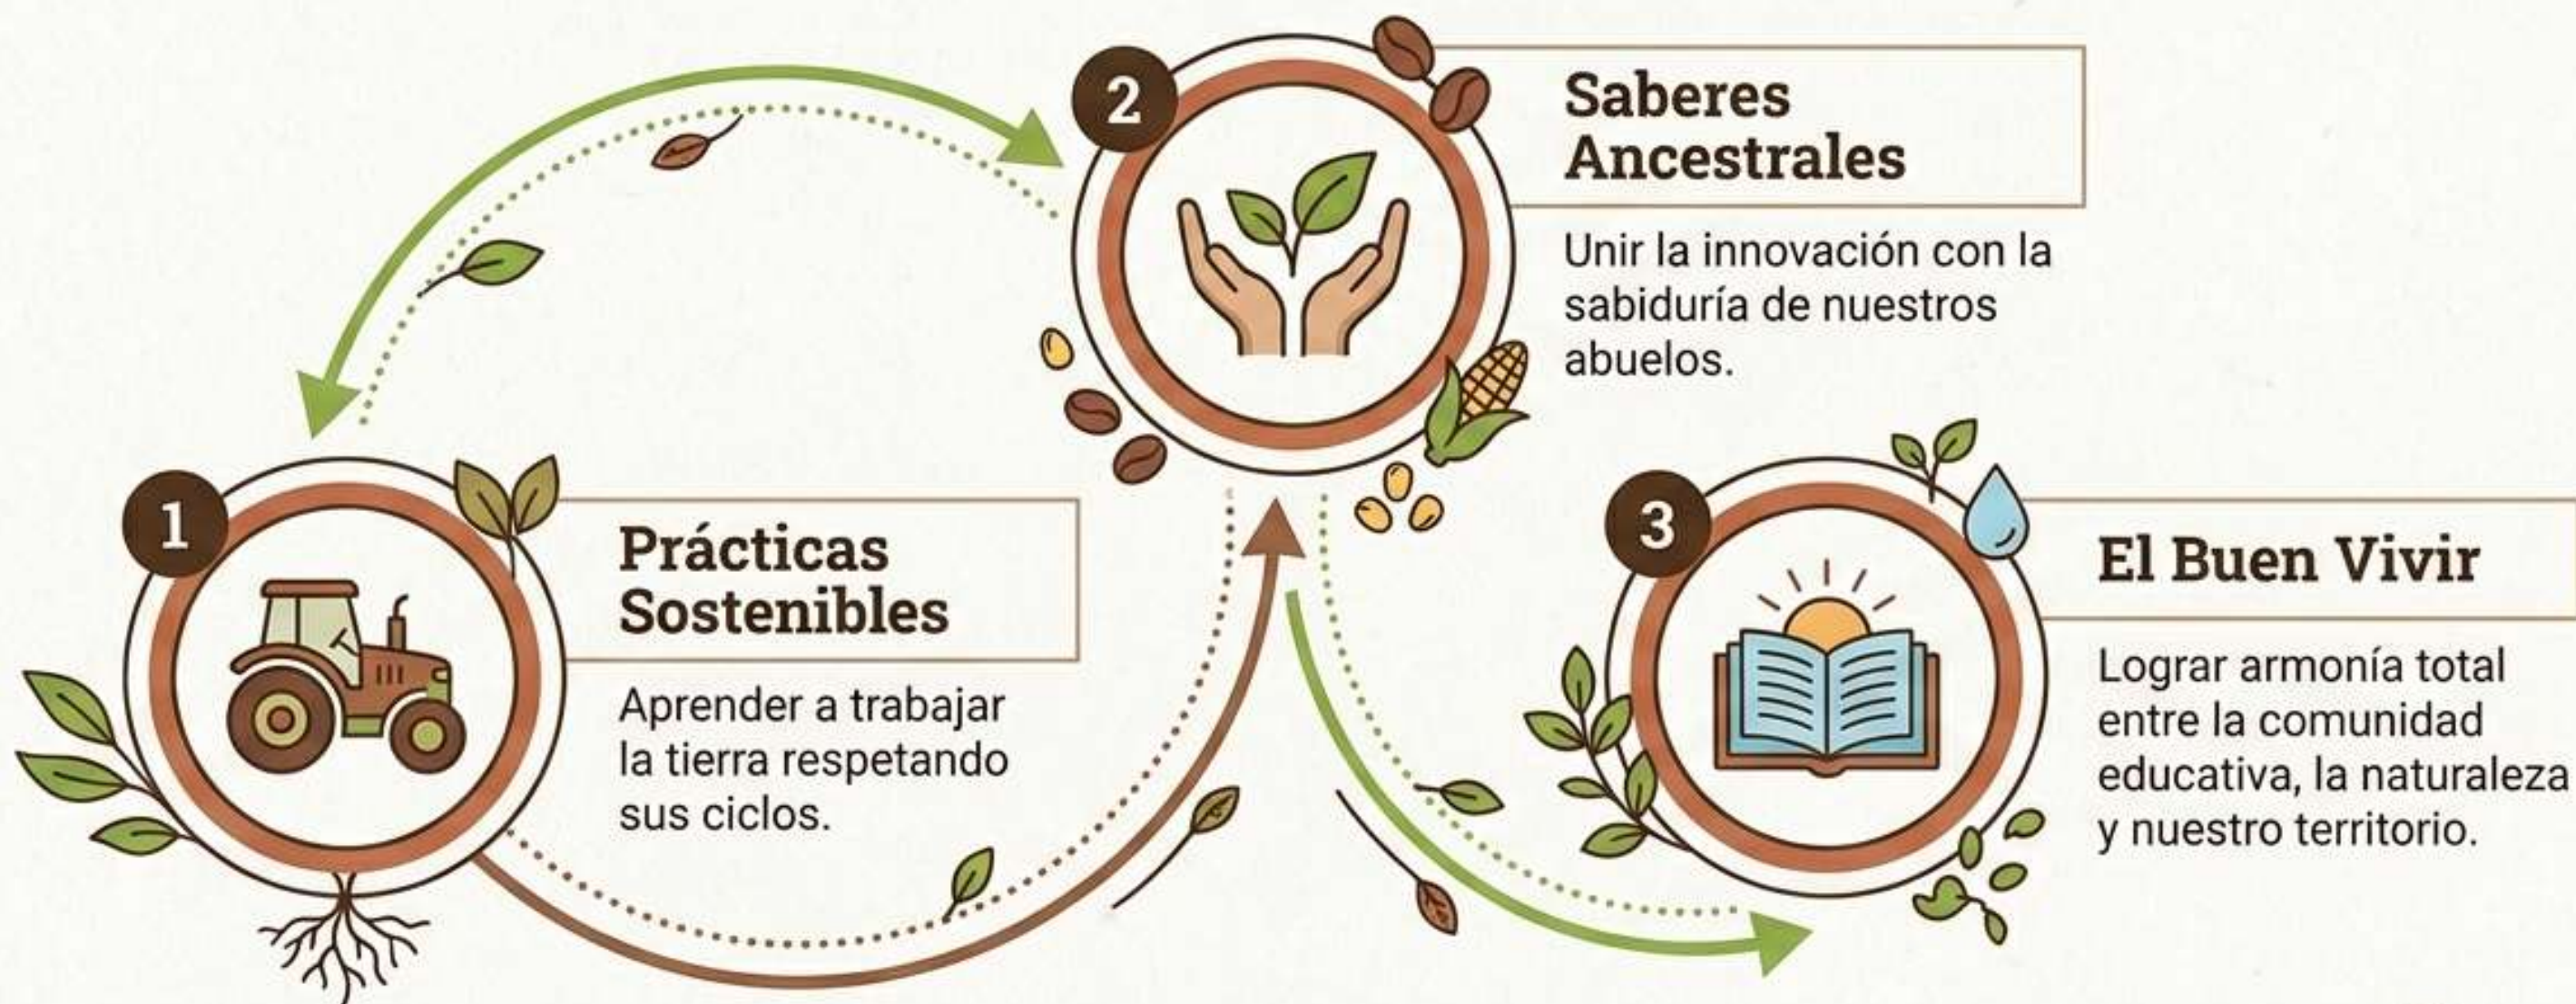 1
Prácticas
Sostenibles
Aprender a trabajar
la tierra respetando
sus ciclos.
2
Saberes
Ancestrales
Unir la innovación con la
sabiduría de nuestros
abuelos.
3
El Buen Vivir
Lograr armonía total
entre la comunidad
educativa, la naturaleza
y nuestro territorio.